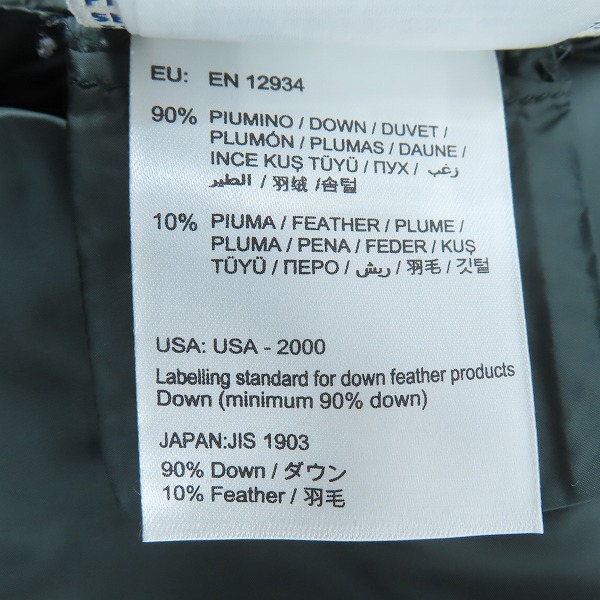 EU: EN 12934
90% PIUMINO / DOWN / DUVET /
PLUMÓN / PLUMAS / DAUNE /
INCE KUŞ TÜYÜ / ПУХ / زغب
الطير / 羽绒 /솜털
10% PIUMA / FEATHER / PLUME /
PLUMA / PENA / FEDER / KUŞ
TÜYÜ / ПЕРО / ريش / 羽毛 / 깃털
USA: USA - 2000
Labelling standard for down feather products
Down (minimum 90% down)
JAPAN:JIS 1903
90% Down / ダウン
10% Feather / 羽毛